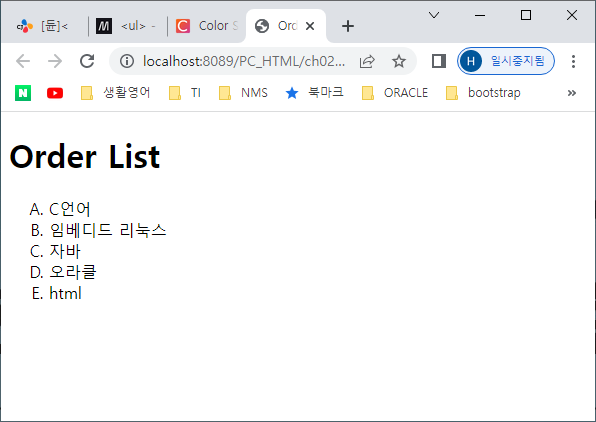 [듄]<
<ul> -
Color S
Ord
localhost:8089/PC_HTML/ch02...
H 일시중지됨
생활영어 TI NMS 북마크 ORACLE bootstrap »
Order List
A. C언어
B. 임베디드 리눅스
C. 자바
D. 오라클
E. html